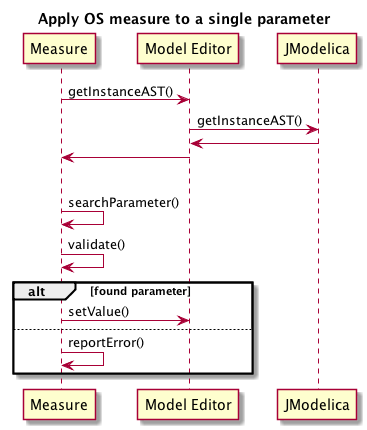 Apply OS measure to a single parameter
Measure Model Editor JModelica
getInstanceAST()
getInstanceAST()
searchParameter()
validate()
alt [found parameter]
setValue()
reportError()
Measure Model Editor JModelica